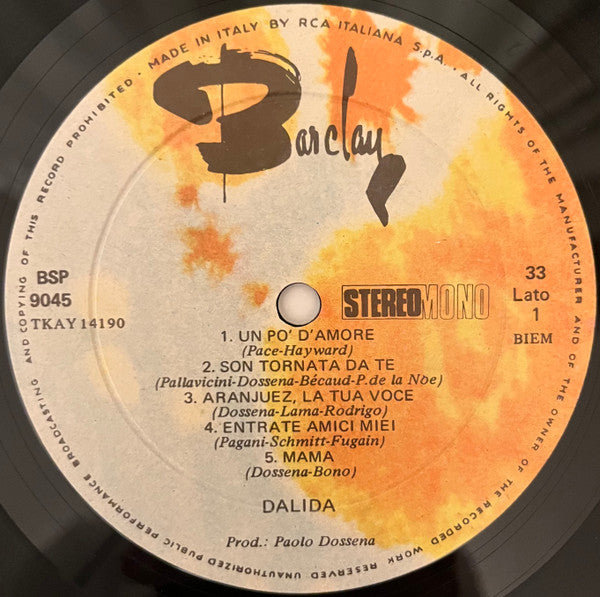 MADE IN ITALY BY RCA ITALIANA S.P.A. · ALL RIGHTS OF THE MANUFACTURER AND OF THE OWNER OF THE RECORDED WORK RESERVED UNAUTHORIZED PUBLIC PERFORMANCE BROADCASTING AND COPYING OF THIS RECORD PROHIBITED ·
Barclay
BSP
9045
TKAY 14190
STEREO MONO
33
Lato
1
BIEM
1. UN PO' D'AMORE
(Pace-Hayward)
2. SON TORNATA DA TE
(Pallavicini-Dossena-Bécaud-P. de la Nöe)
3. ARANJUEZ, LA TUA VOCE
(Dossena-Lama-Rodrigo)
4. ENTRATE AMICI MIEI
(Pagani-Schmitt-Fugain)
5. MAMA
(Dossena-Bono)
DALIDA
Prod.: Paolo Dossena